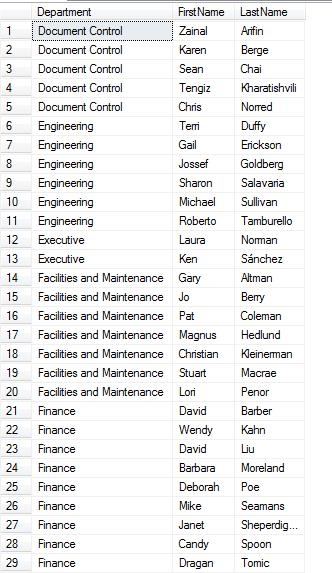 Department FirstName LastName
1 Document Control Zainal Arifin
2 Document Control Karen Berge
3 Document Control Sean Chai
4 Document Control Tengiz Kharatishvili
5 Document Control Chris Norred
6 Engineering Terri Duffy
7 Engineering Gail Erickson
8 Engineering Jossef Goldberg
9 Engineering Sharon Salavaria
10 Engineering Michael Sullivan
11 Engineering Roberto Tamburello
12 Executive Laura Norman
13 Executive Ken Sánchez
14 Facilities and Maintenance Gary Altman
15 Facilities and Maintenance Jo Berry
16 Facilities and Maintenance Pat Coleman
17 Facilities and Maintenance Magnus Hedlund
18 Facilities and Maintenance Christian Kleinerman
19 Facilities and Maintenance Stuart Macrae
20 Facilities and Maintenance Lori Penor
21 Finance David Barber
22 Finance Wendy Kahn
23 Finance David Liu
24 Finance Barbara Moreland
25 Finance Deborah Poe
26 Finance Mike Seamans
27 Finance Janet Sheperdig...
28 Finance Candy Spoon
29 Finance Dragan Tomic